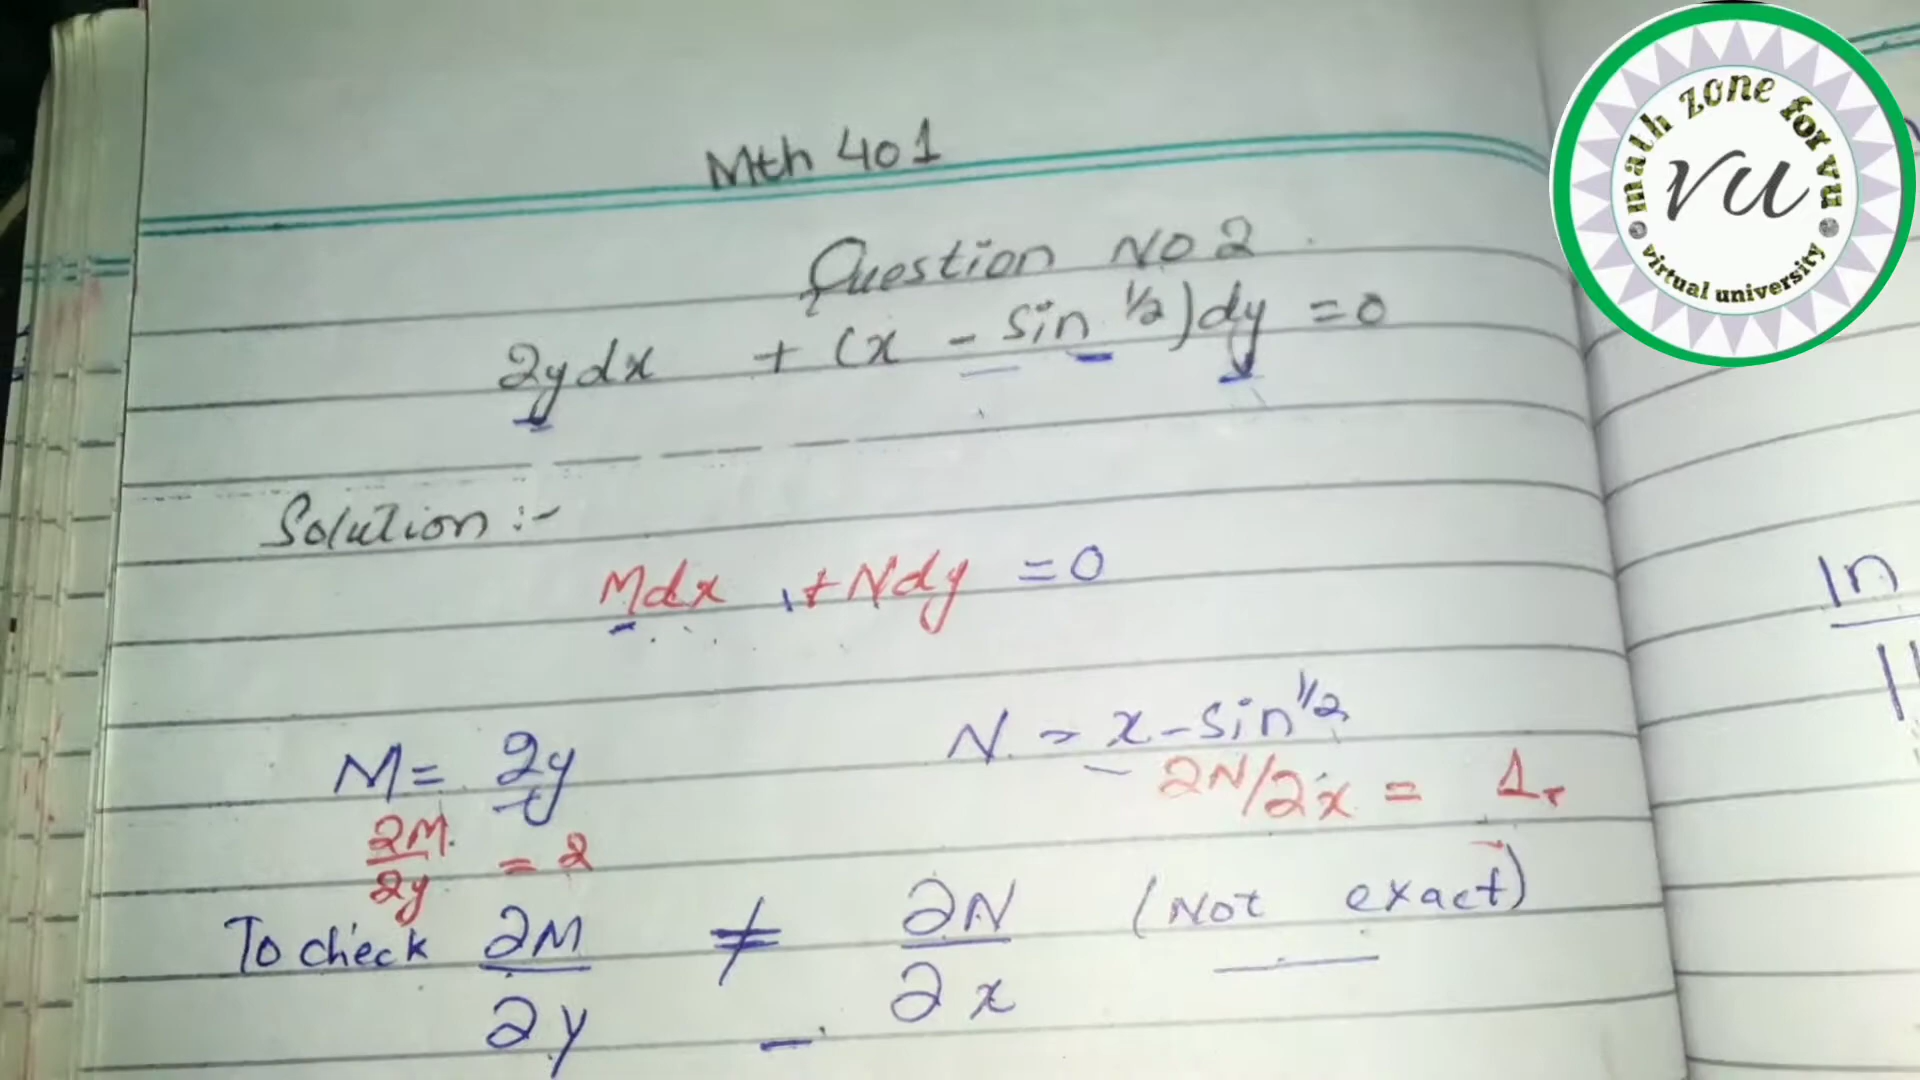 Mth 401
Question No 2
2ydx + (x - sin 1/2)dy = 0
Solution :-
Mdx + Ndy = 0
M = 2y
N = x - sin 1/2
∂M/∂y = 2
∂N/∂x = 1
To check ∂M/∂y ≠ ∂N/∂x (Not exact)
ln
math zone for vu
vu
virtual university